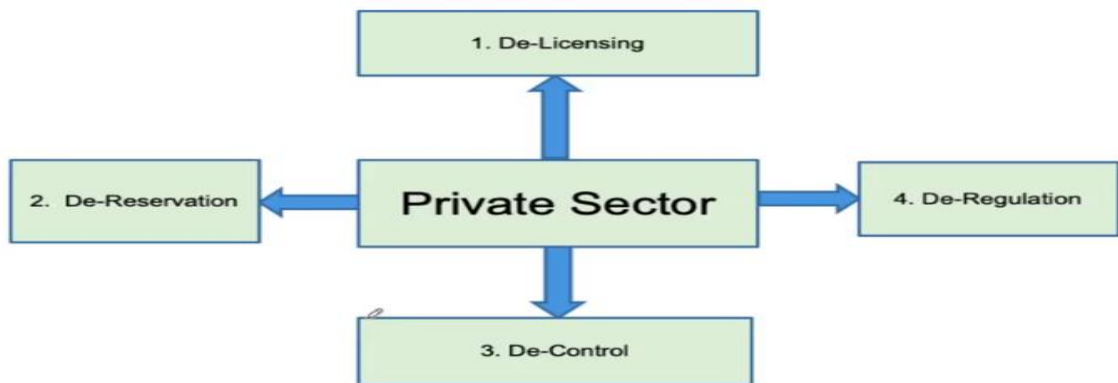 1. De-Licensing
2. De-Reservation
Private Sector
4. De-Regulation
3. De-Control